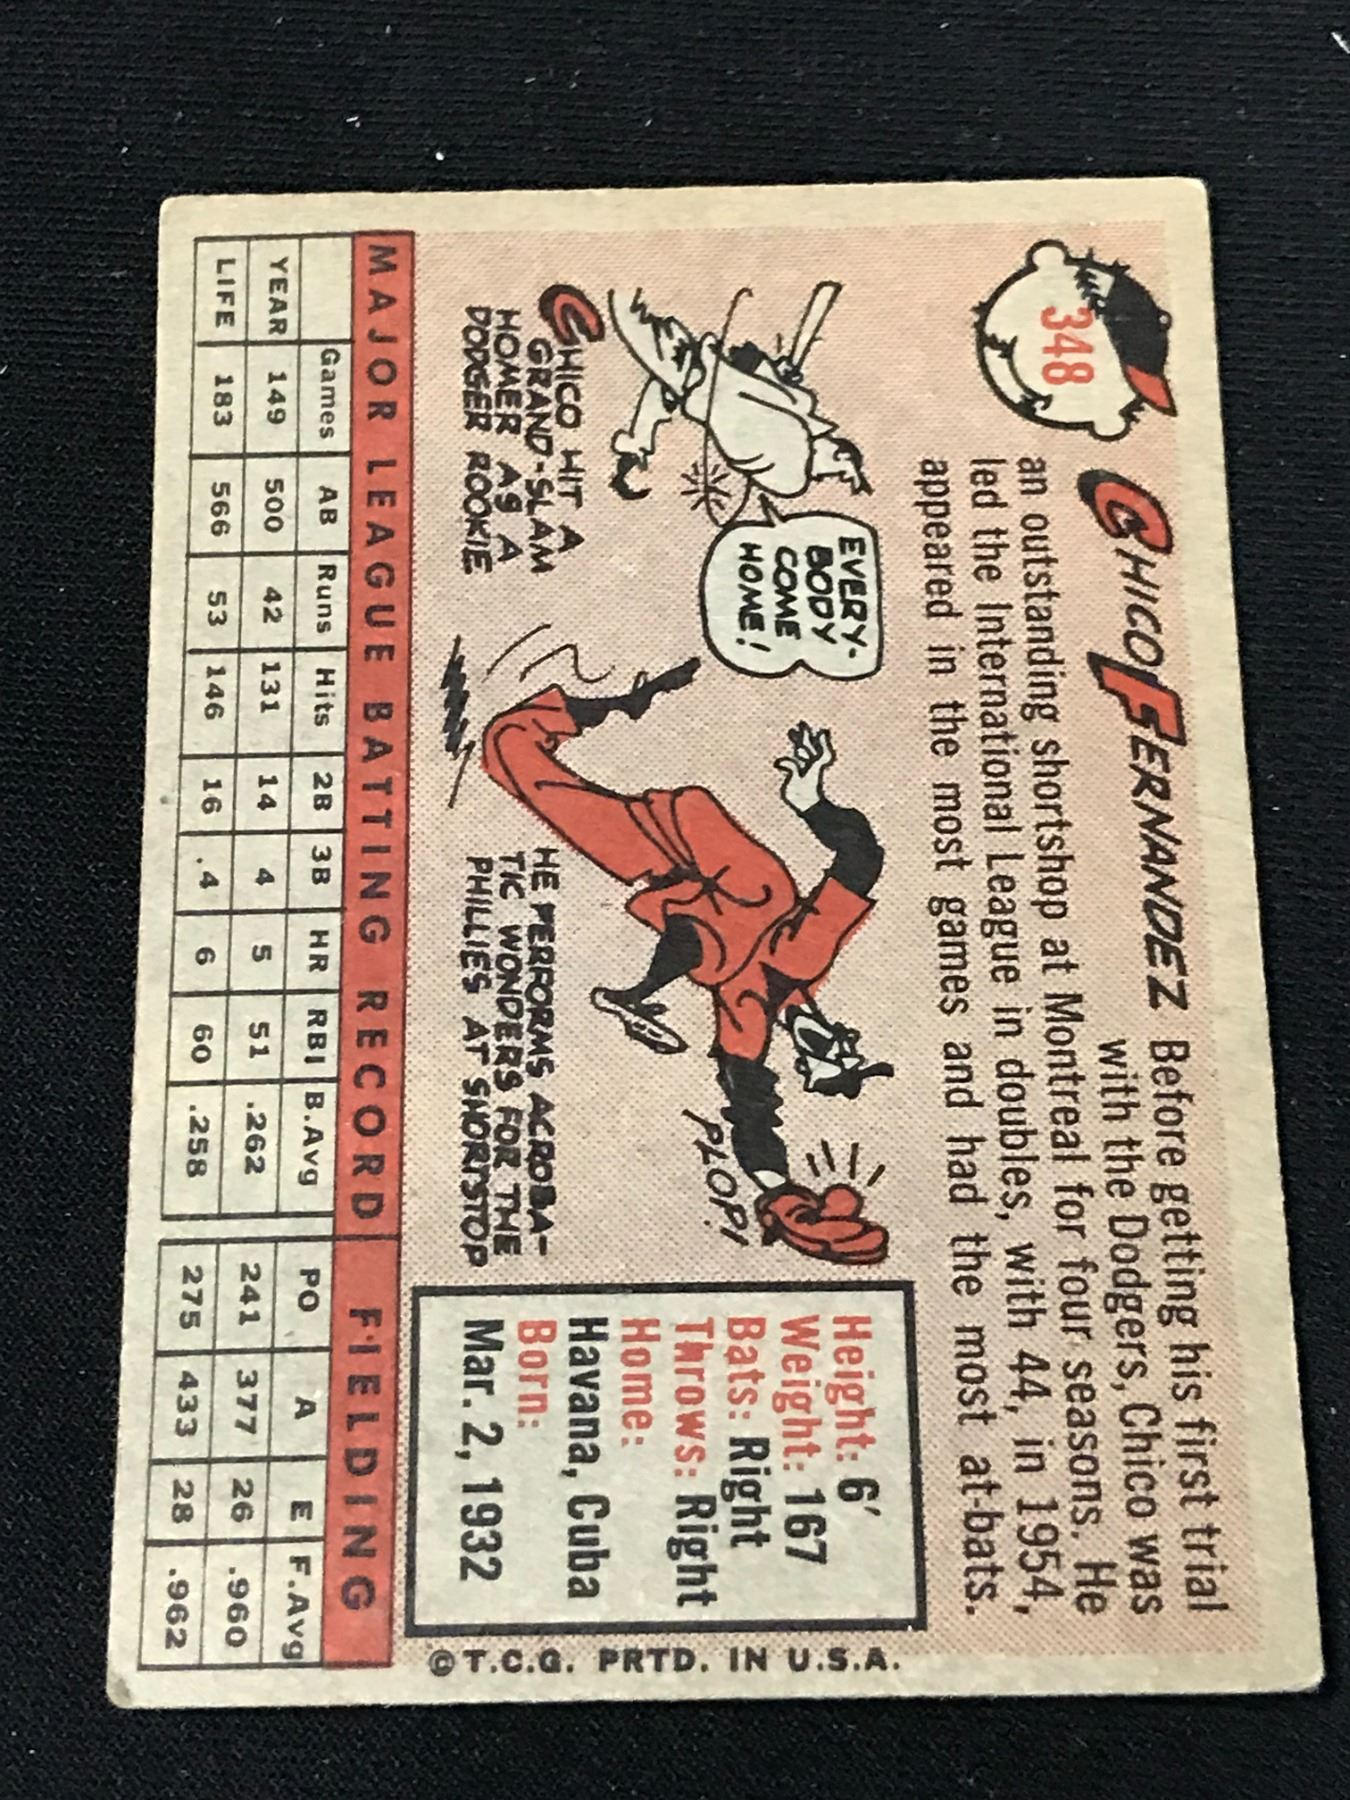 348
CHICO FERNANDEZ Before getting his first trial
with the Dodgers, Chico was
an outstanding shortshop at Montreal for four seasons. He
led the International League in doubles, with 44, in 1954,
appeared in the most games and had the most at-bats.
EVERY-
BODY
COME
HOME!
CHICO HIT A
GRAND-SLAM
HOMER AS A
DODGER ROOKIE
PLOP!
HE PERFORMS ACROBA-
TIC WONDERS FOR THE
PHILLIES AT SHORTSTOP
Height: 6'
Weight: 167
Bats: Right
Throws: Right
Home:
Havana, Cuba
Born:
Mar. 2, 1932
©T.C.G. PRTD. IN U.S.A.
MAJOR LEAGUE BATTING RECORD FIELDING
Games AB Runs Hits 2B 3B HR RBI B.Avg PO A E F.Avg
YEAR 149 500 42 131 14 4 5 51 .262 241 377 26 .960
LIFE 183 566 53 146 16 .4 6 60 .258 275 433 28 .962